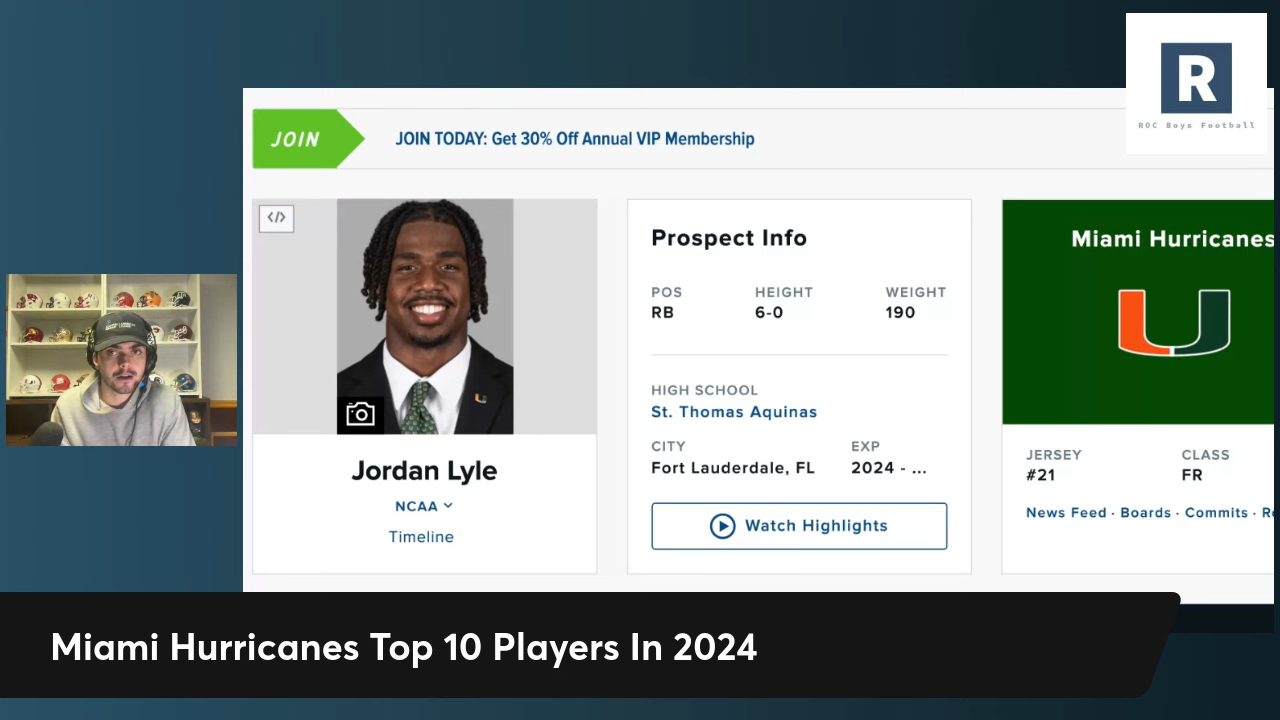 R
ROC Boys Football
JOIN
JOIN TODAY: Get 30% Off Annual VIP Membership
</>
Jordan Lyle
NCAA
Timeline
Prospect Info
POS HEIGHT WEIGHT
RB 6-0 190
HIGH SCHOOL
St. Thomas Aquinas
CITY EXP
Fort Lauderdale, FL 2024 - ...
Watch Highlights
Miami Hurricanes
U
JERSEY CLASS
#21 FR
News Feed · Boards · Commits ·
Miami Hurricanes Top 10 Players In 2024